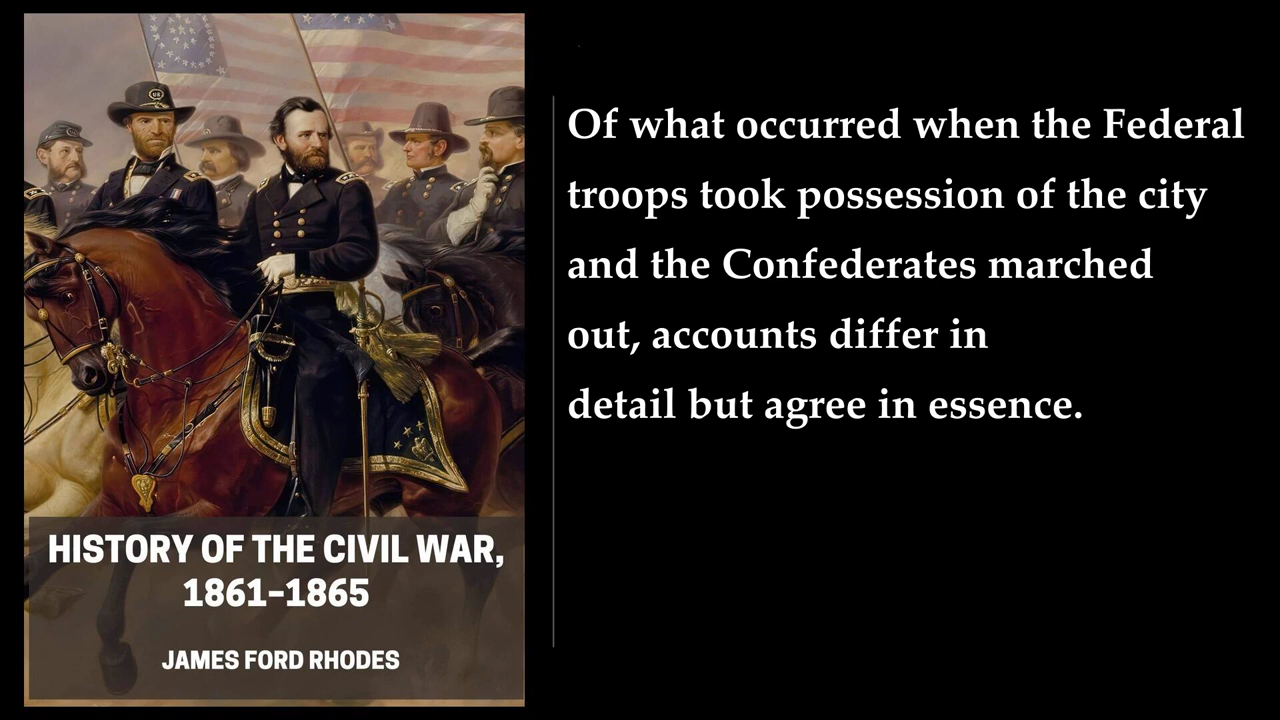 Of what occurred when the Federal
troops took possession of the city
and the Confederates marched
out, accounts differ in
detail but agree in essence.
HISTORY OF THE CIVIL WAR,
1861–1865
JAMES FORD RHODES